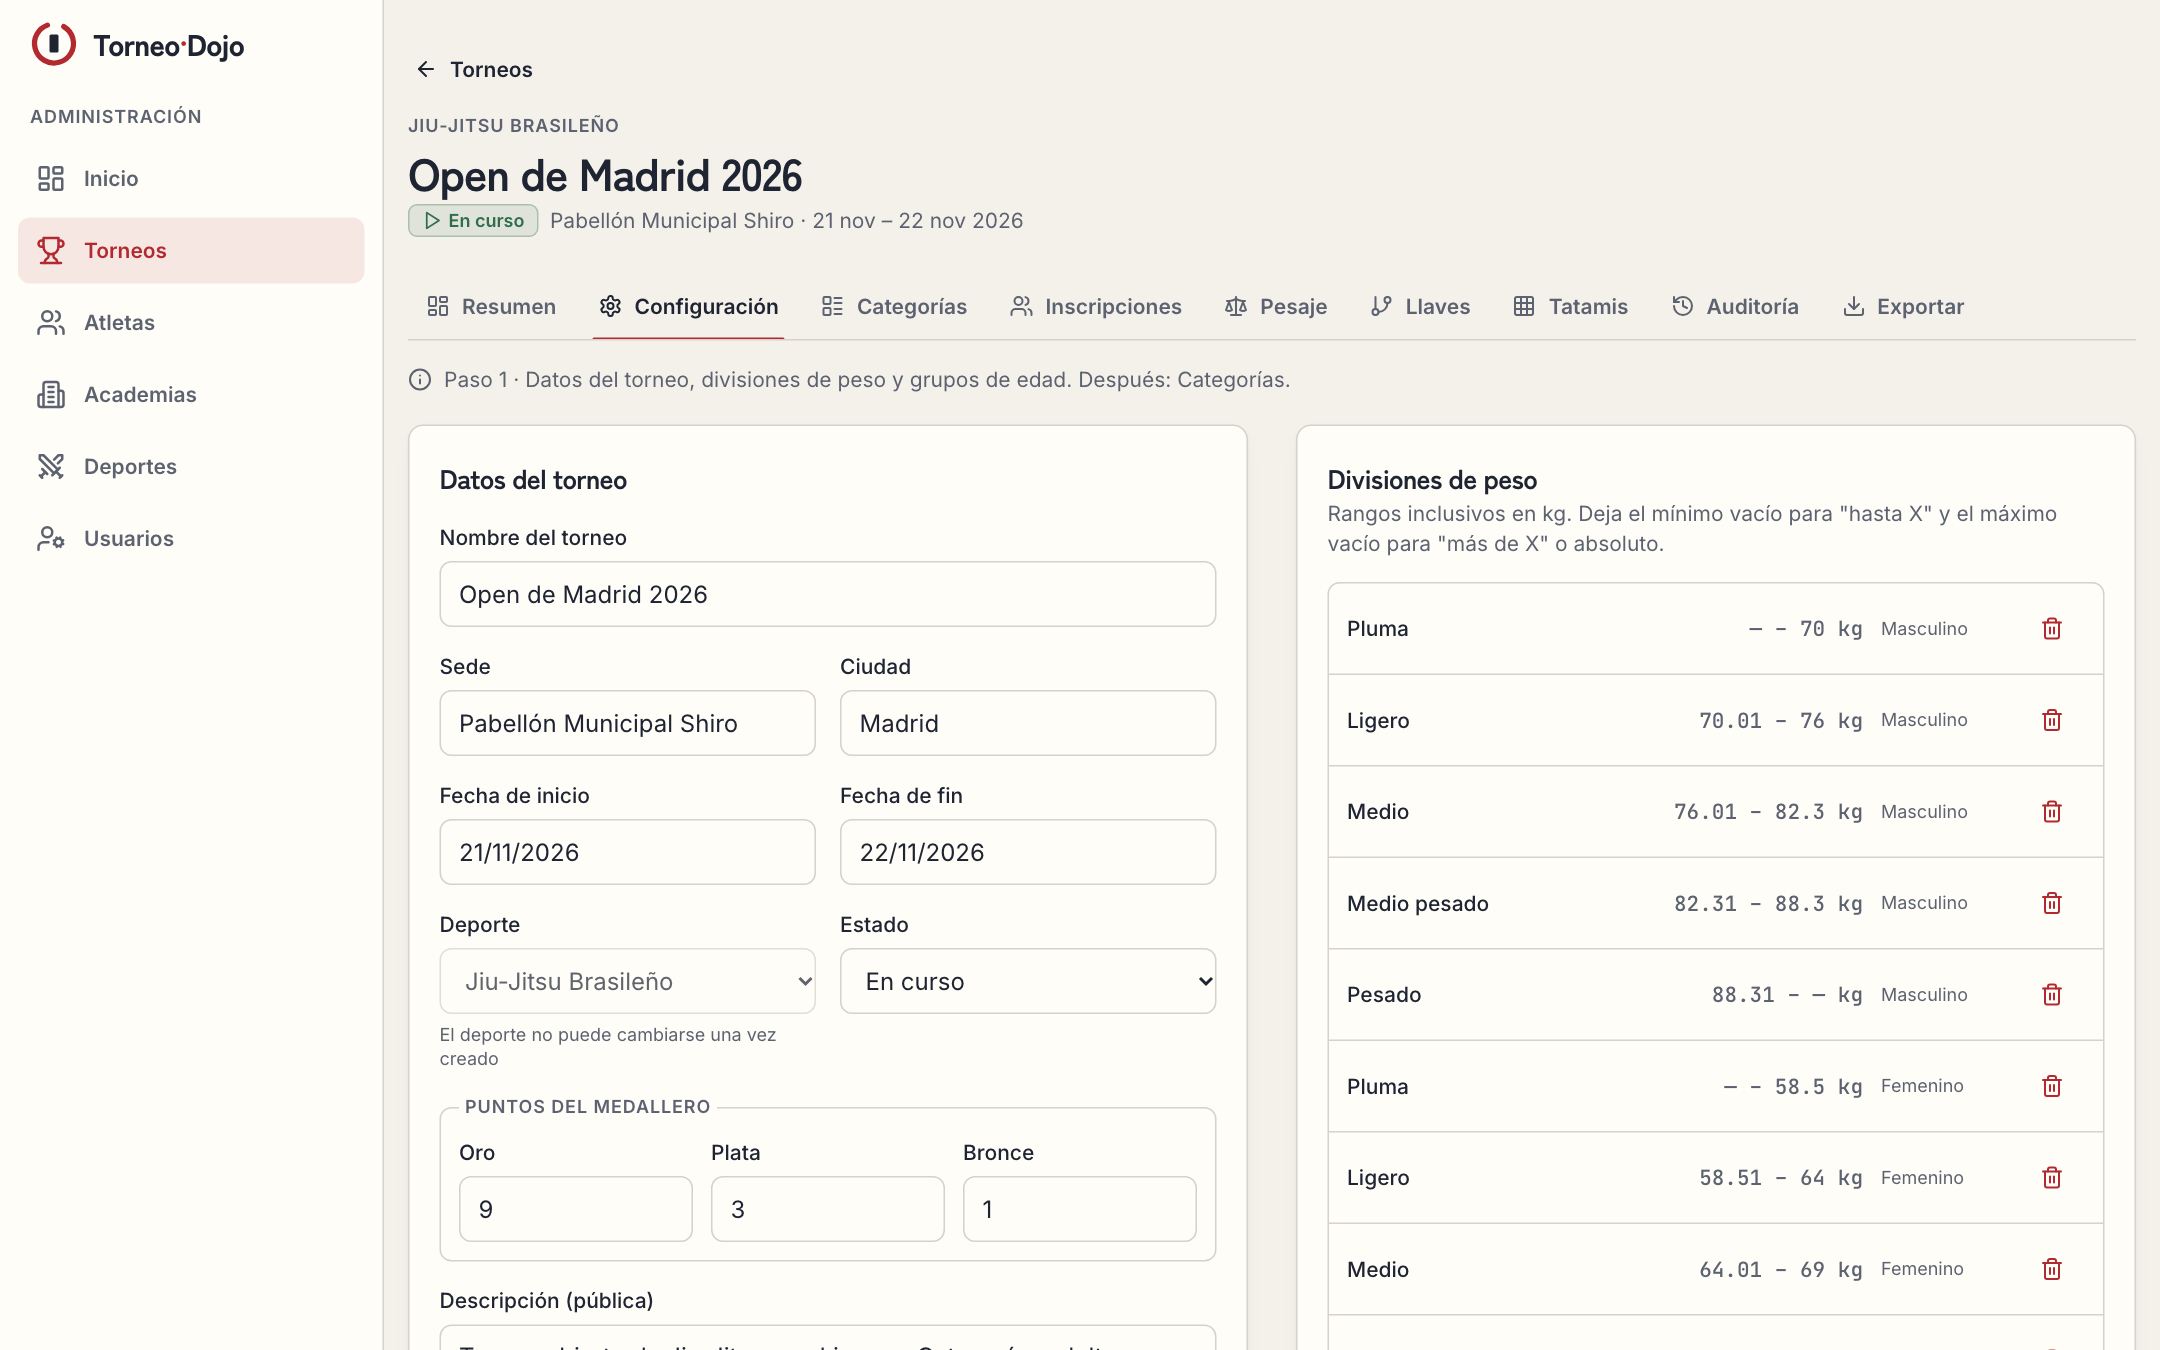 Torneo·Dojo
ADMINISTRACIÓN
Inicio
Torneos
Atletas
Academias
Deportes
Usuarios
Torneos
JIU-JITSU BRASILEÑO
Open de Madrid 2026
En curso Pabellón Municipal Shiro · 21 nov – 22 nov 2026
Resumen Configuración Categorías Inscripciones Pesaje Llaves Tatamis Auditoría Exportar
Paso 1 · Datos del torneo, divisiones de peso y grupos de edad. Después: Categorías.
Datos del torneo
Nombre del torneo
Open de Madrid 2026
Sede Ciudad
Pabellón Municipal Shiro Madrid
Fecha de inicio Fecha de fin
21/11/2026 22/11/2026
Deporte Estado
Jiu-Jitsu Brasileño En curso
El deporte no puede cambiarse una vez
creado
PUNTOS DEL MEDALLERO
Oro Plata Bronce
9 3 1
Descripción (pública)
Divisiones de peso
Rangos inclusivos en kg. Deja el mínimo vacío para "hasta X" y el máximo
vacío para "más de X" o absoluto.
Pluma — – 70 kg Masculino
Ligero 70.01 – 76 kg Masculino
Medio 76.01 – 82.3 kg Masculino
Medio pesado 82.31 – 88.3 kg Masculino
Pesado 88.31 – — kg Masculino
Pluma — – 58.5 kg Femenino
Ligero 58.51 – 64 kg Femenino
Medio 64.01 – 69 kg Femenino